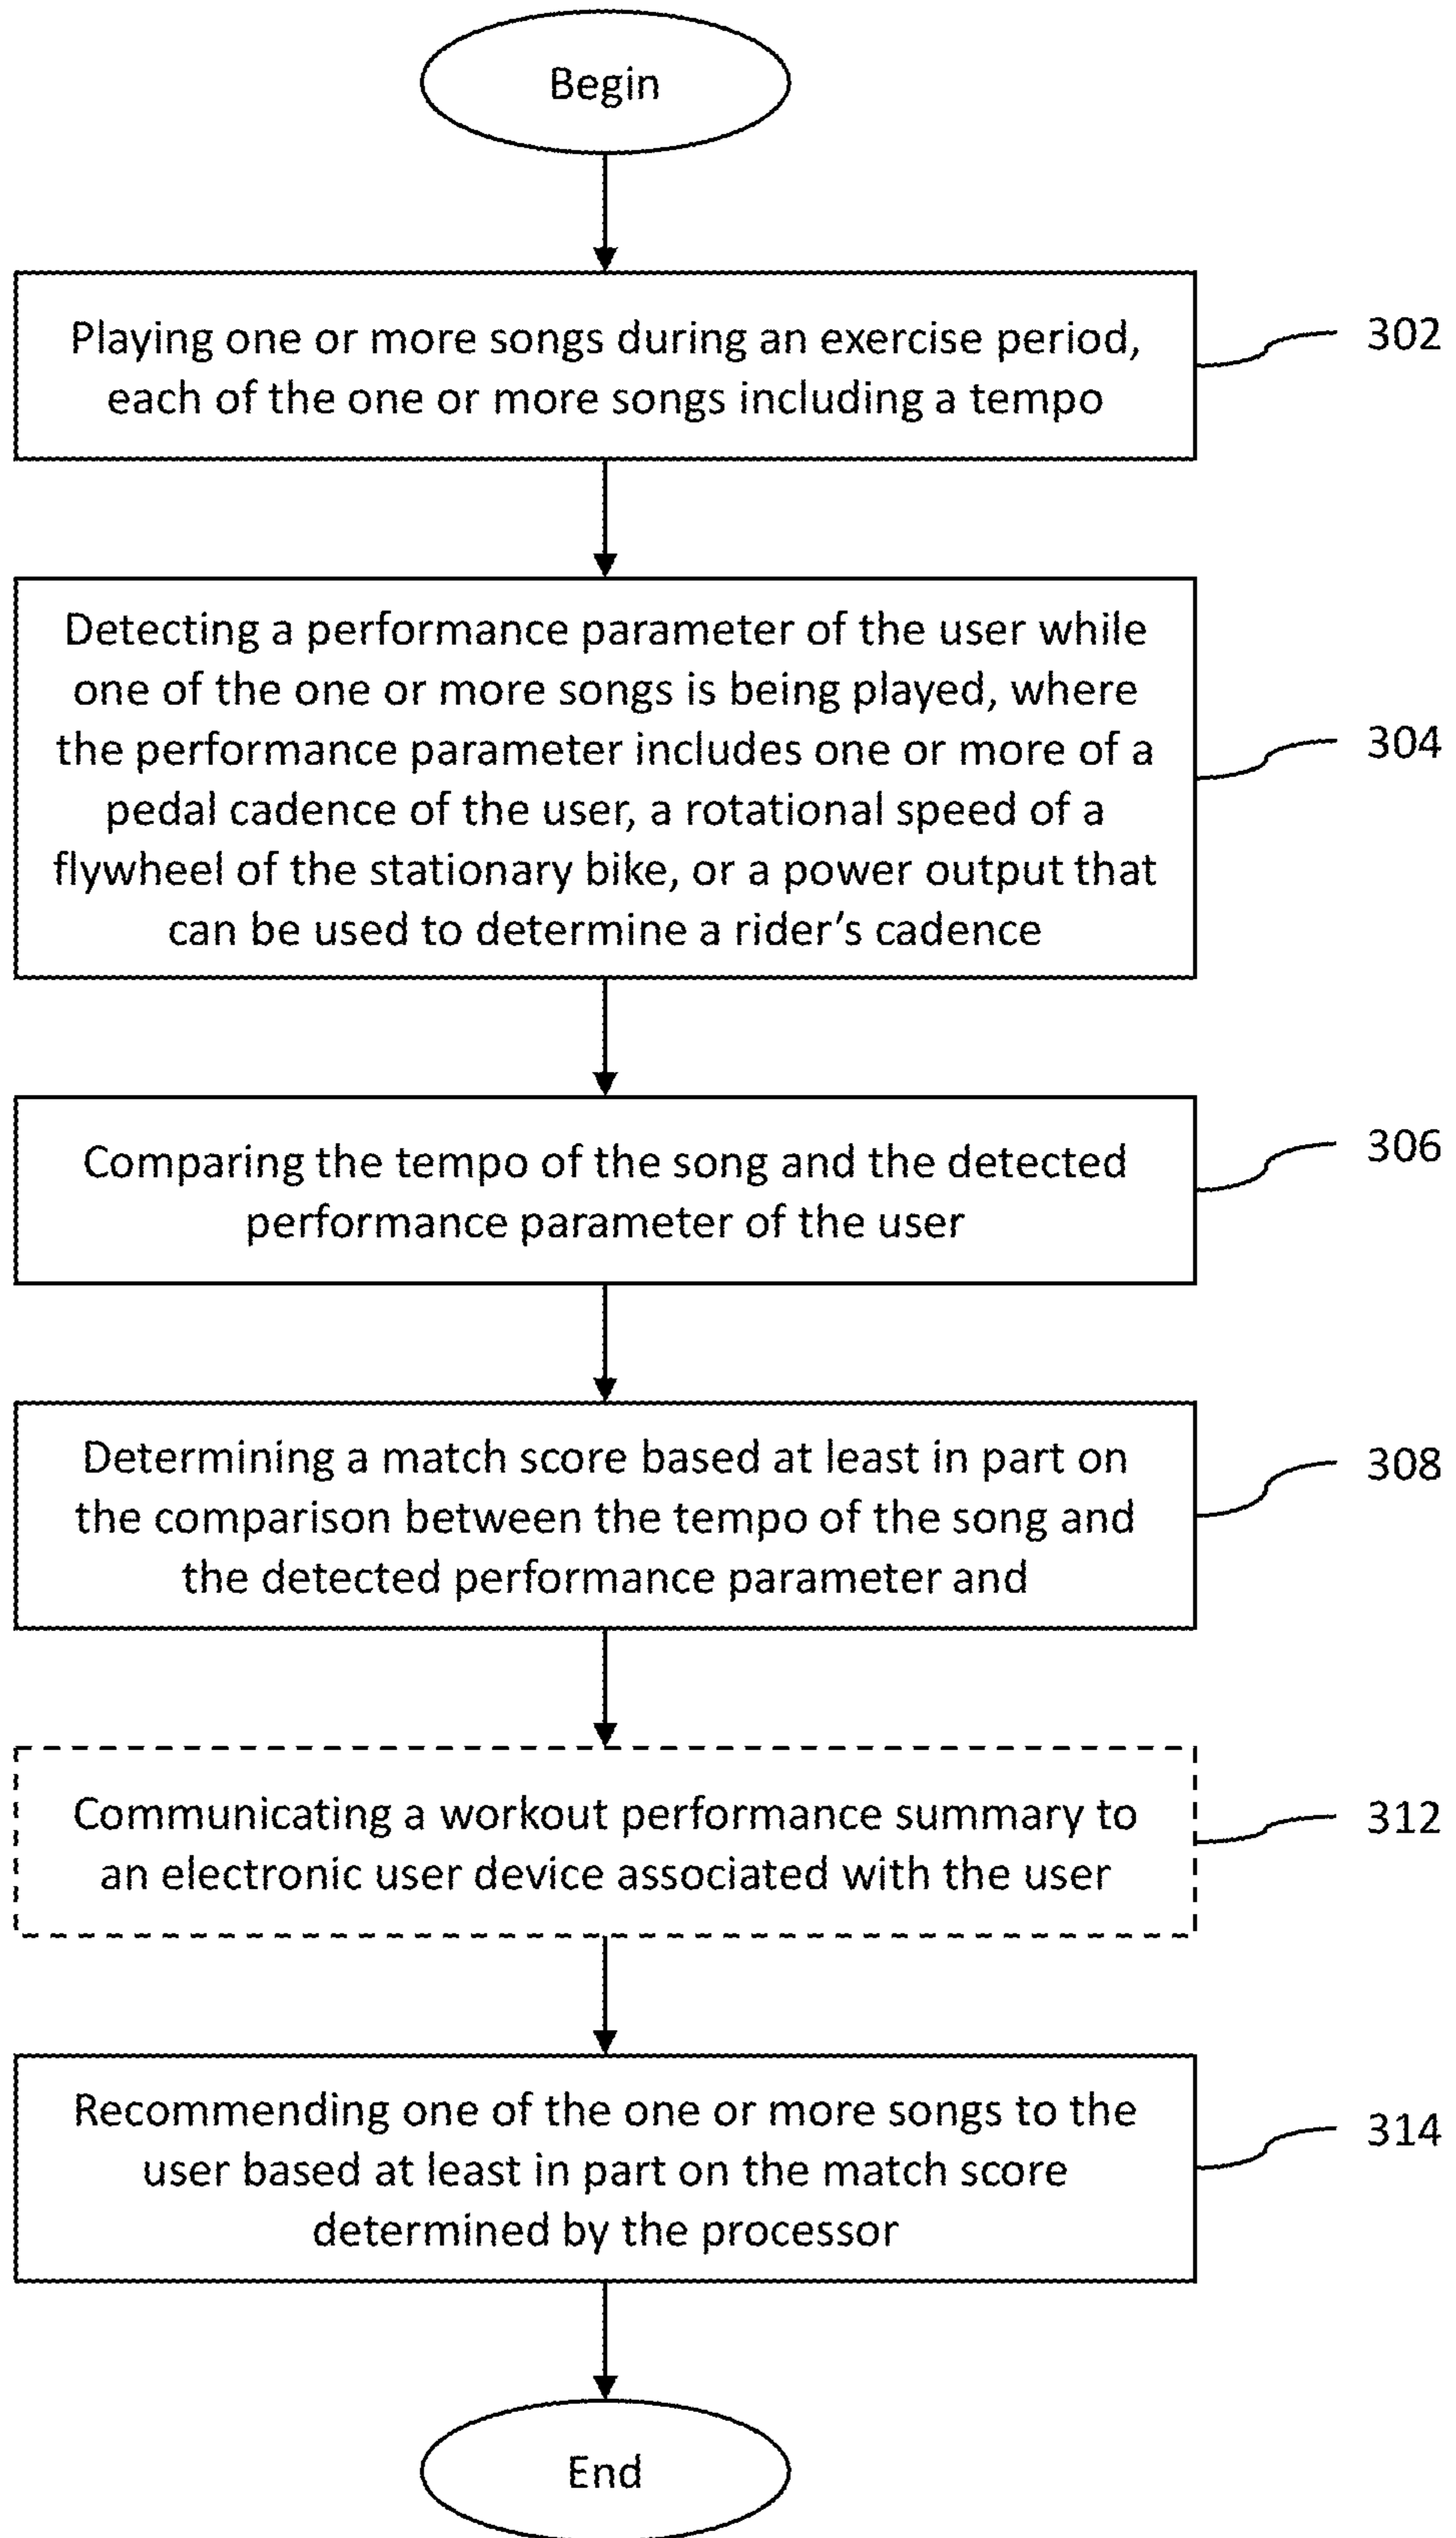 Begin
Playing one or more songs during an exercise period,
each of the one or more songs including a tempo
302
Detecting a performance parameter of the user while
one of the one or more songs is being played, where
the performance parameter includes one or more of a
pedal cadence of the user, a rotational speed of a
flywheel of the stationary bike, or a power output that
can be used to determine a rider's cadence
304
Comparing the tempo of the song and the detected
performance parameter of the user
306
Determining a match score based at least in part on
the comparison between the tempo of the song and
the detected performance parameter and
308
Communicating a workout performance summary to
an electronic user device associated with the user
312
Recommending one of the one or more songs to the
user based at least in part on the match score
determined by the processor
314
End